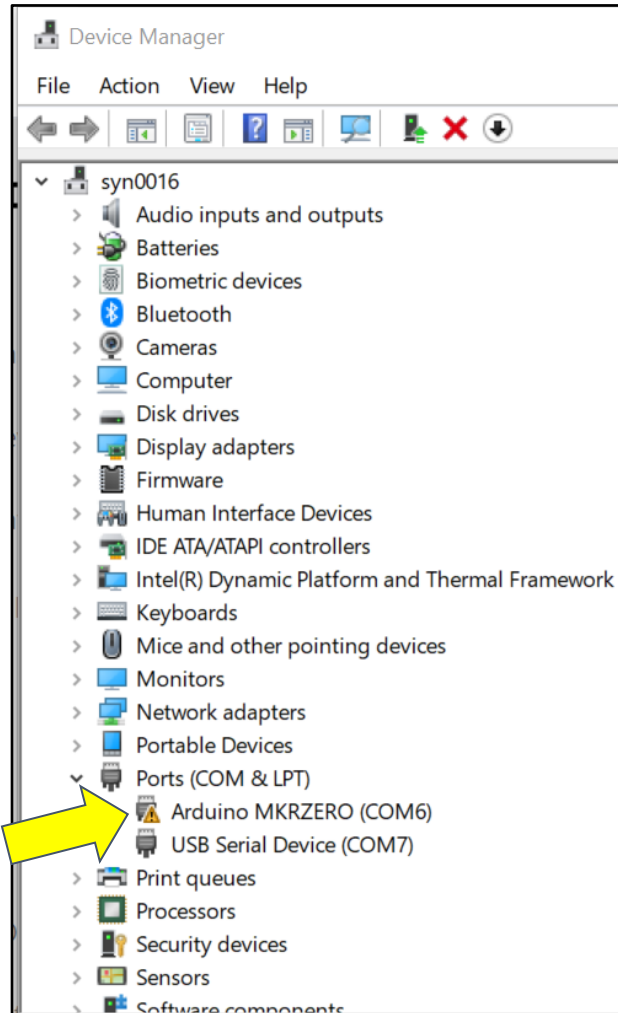 Device Manager
File Action View Help
syn0016
Audio inputs and outputs
Batteries
Biometric devices
Bluetooth
Cameras
Computer
Disk drives
Display adapters
Firmware
Human Interface Devices
IDE ATA/ATAPI controllers
Intel(R) Dynamic Platform and Thermal Framework
Keyboards
Mice and other pointing devices
Monitors
Network adapters
Portable Devices
Ports (COM & LPT)
Arduino MKRZERO (COM6)
USB Serial Device (COM7)
Print queues
Processors
Security devices
Sensors
Software components